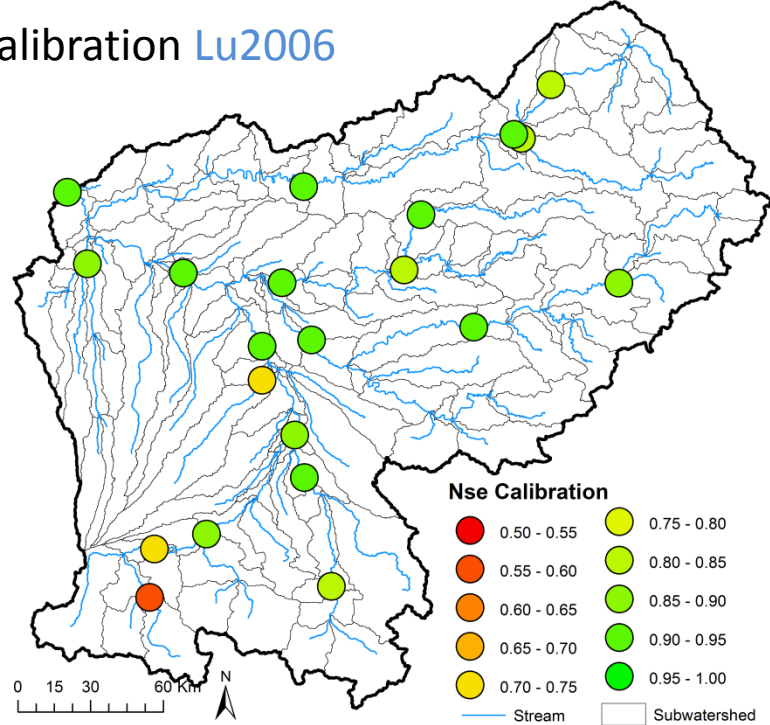 alibration Lu2006
Nse Calibration
0.50 - 0.55
0.55 - 0.60
0.60 - 0.65
0.65 - 0.70
0.70 - 0.75
0.75 - 0.80
0.80 - 0.85
0.85 - 0.90
0.90 - 0.95
0.95 - 1.00
Stream
Subwatershed
0 15 30 60 Km
N